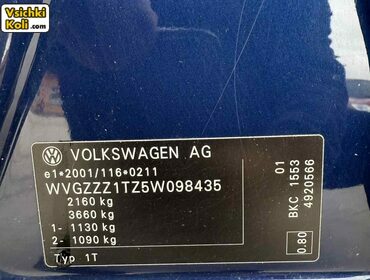 Vsichki
Koli.com
VOLKSWAGEN AG
e1*2001/116*0211
WVGZZZ1TZ5W098435
2160 kg
3660 kg
1- 1130 kg
2- 1090 kg
Typ 1T
01
BKC 1553
4920566
0.80